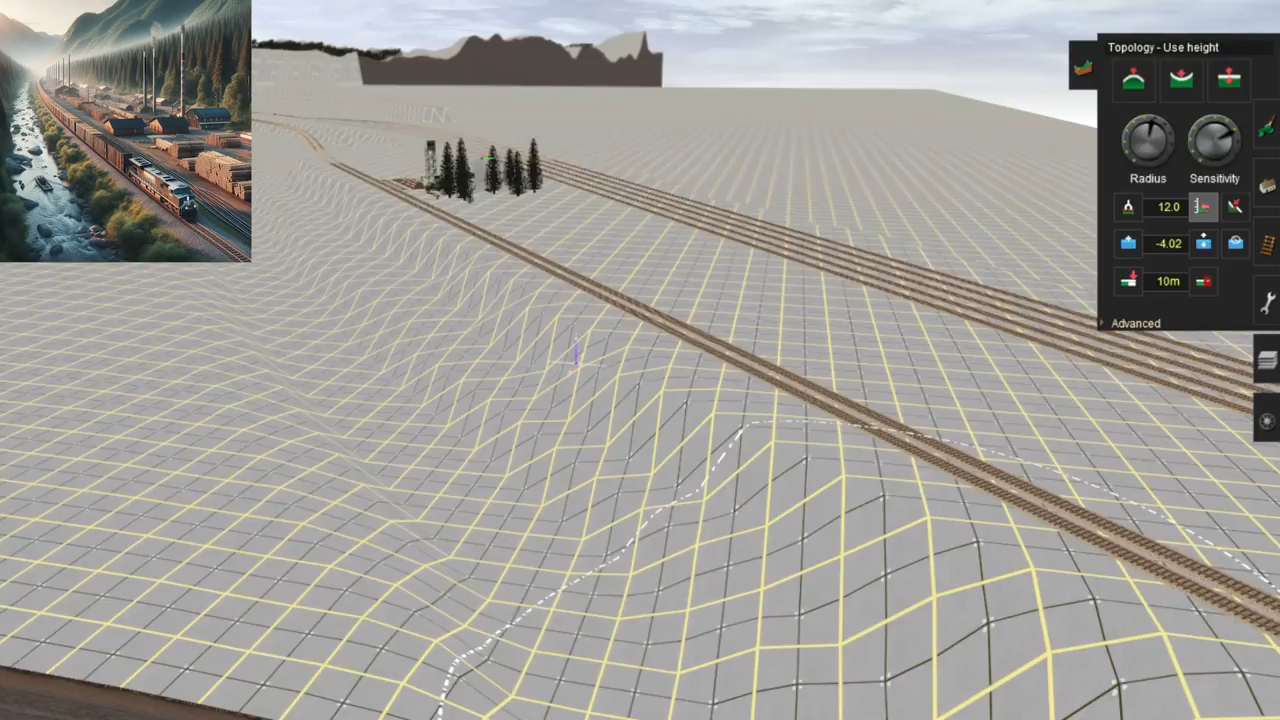 Topology - Use height
Radius
Sensitivity
12.0
-4.02
10m
Advanced